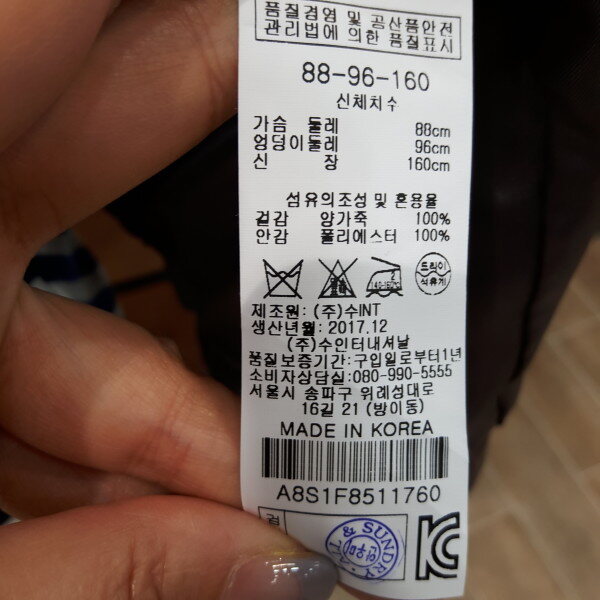 품질경영 및 공산품안전
관리법에 의한 품질표시
88-96-160
신체치수
가슴 둘레 88cm
엉덩이둘레 96cm
신 장 160cm
섬유의조성 및 혼용율
겉감 양가죽 100%
안감 폴리에스터 100%
드라이
석유계
제조원: (주)수INT
생산년월: 2017.12
(주)수인터내셔날
품질보증기간:구입일로부터1년
소비자상담실:080-990-5555
서울시 송파구 위례성대로
16길 21 (방이동)
MADE IN KOREA
A8S1F8511760
& SUNDRY